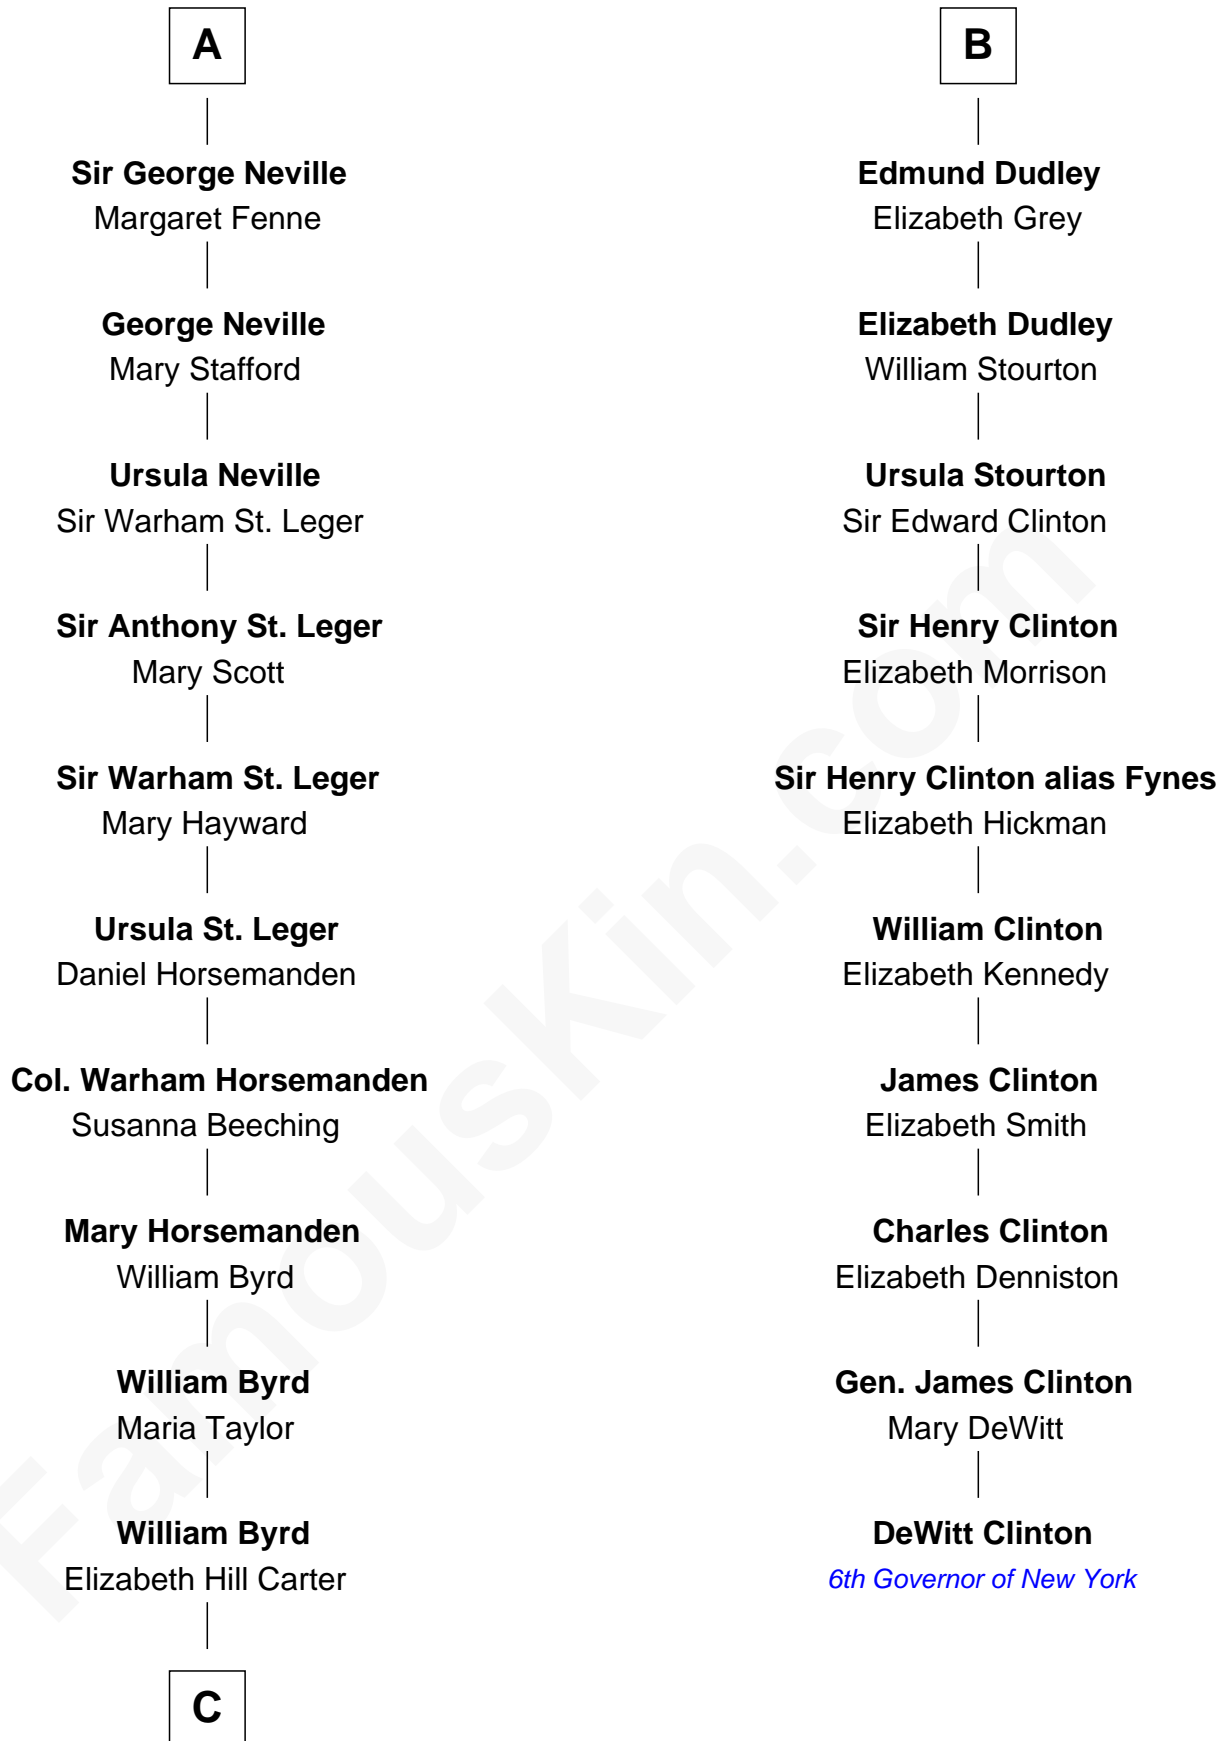 A
Sir George Neville
Margaret Fenne
George Neville
Mary Stafford
Ursula Neville
Sir Warham St. Leger
Sir Anthony St. Leger
Mary Scott
Sir Warham St. Leger
Mary Hayward
Ursula St. Leger
Daniel Horsemanden
Col. Warham Horsemanden
Susanna Beeching
Mary Horsemanden
William Byrd
William Byrd
Maria Taylor
William Byrd
Elizabeth Hill Carter
C
B
Edmund Dudley
Elizabeth Grey
Elizabeth Dudley
William Stourton
Ursula Stourton
Sir Edward Clinton
Sir Henry Clinton
Elizabeth Morrison
Sir Henry Clinton alias Fynes
Elizabeth Hickman
William Clinton
Elizabeth Kennedy
James Clinton
Elizabeth Smith
Charles Clinton
Elizabeth Denniston
Gen. James Clinton
Mary DeWitt
DeWitt Clinton
6th Governor of New York
FamousKin.com